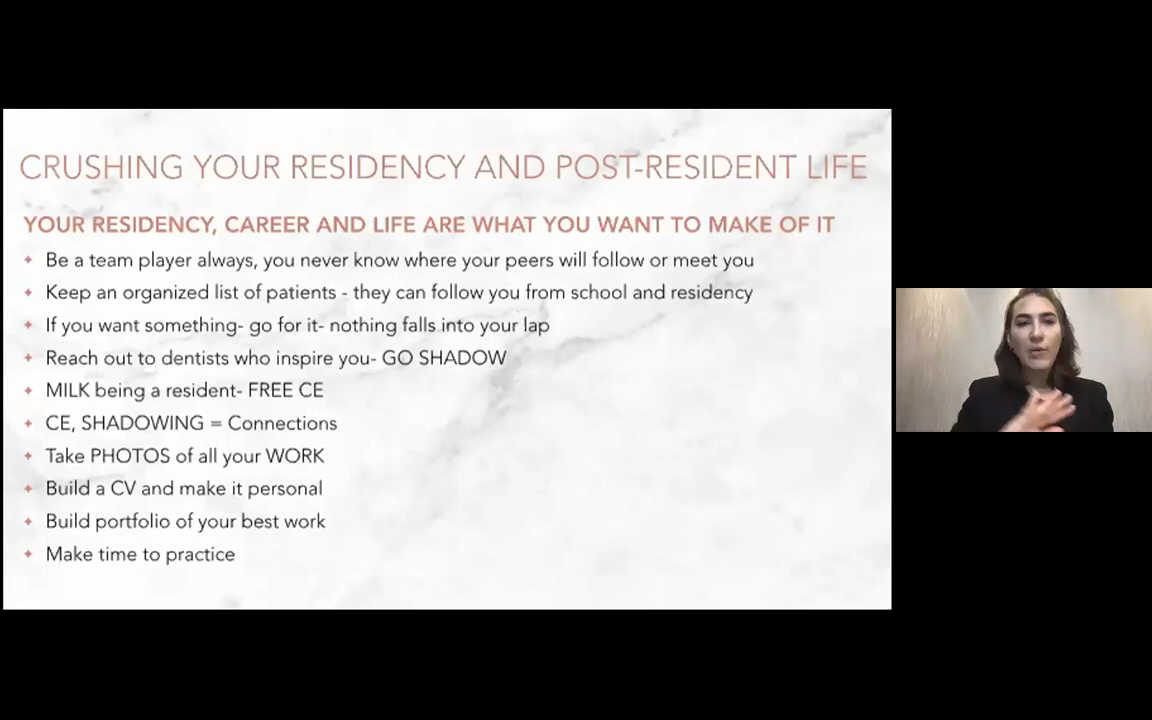 CRUSHING YOUR RESIDENCY AND POST-RESIDENT LIFE
YOUR RESIDENCY, CAREER AND LIFE ARE WHAT YOU WANT TO MAKE OF IT
Be a team player always, you never know where your peers will follow or meet you
Keep an organized list of patients - they can follow you from school and residency
If you want something- go for it- nothing falls into your lap
Reach out to dentists who inspire you- GO SHADOW
MILK being a resident- FREE CE
CE, SHADOWING = Connections
Take PHOTOS of all your WORK
Build a CV and make it personal
Build portfolio of your best work
Make time to practice